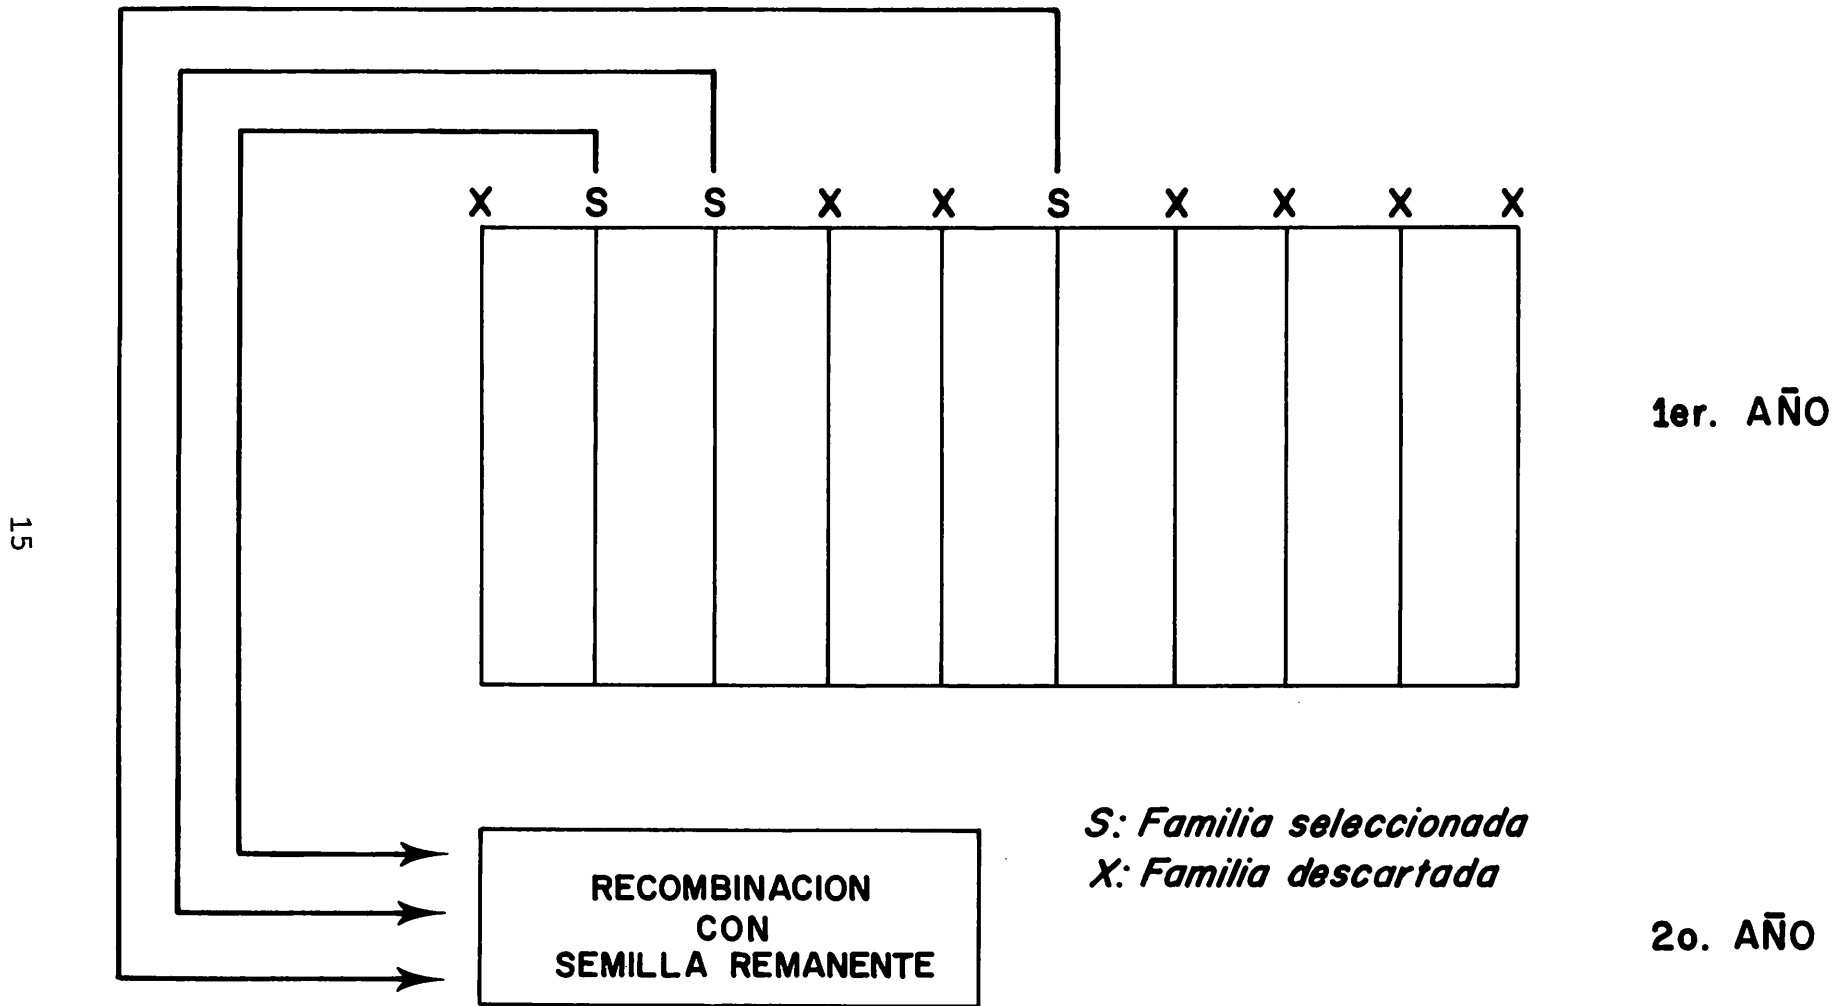 X S S X X S X X X X
1er. AÑO
15
S: Familia seleccionada
X: Familia descartada
RECOMBINACION
CON
SEMILLA REMANENTE
2o. AÑO